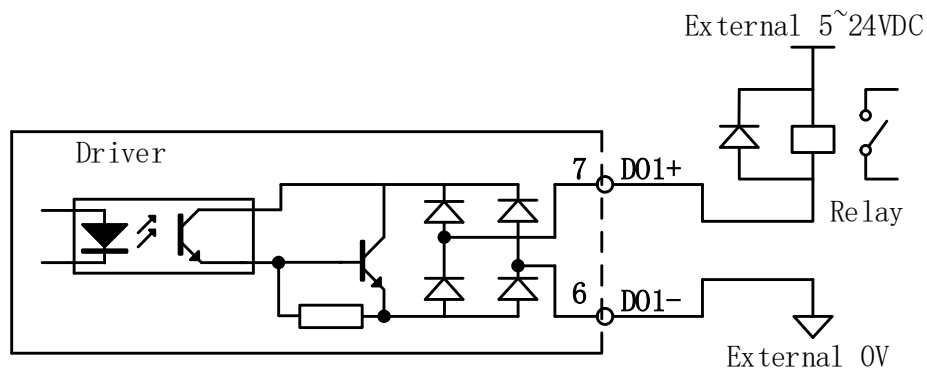 External 5~24VDC
Driver
7 DO1+
Relay
6 DO1-
External 0V